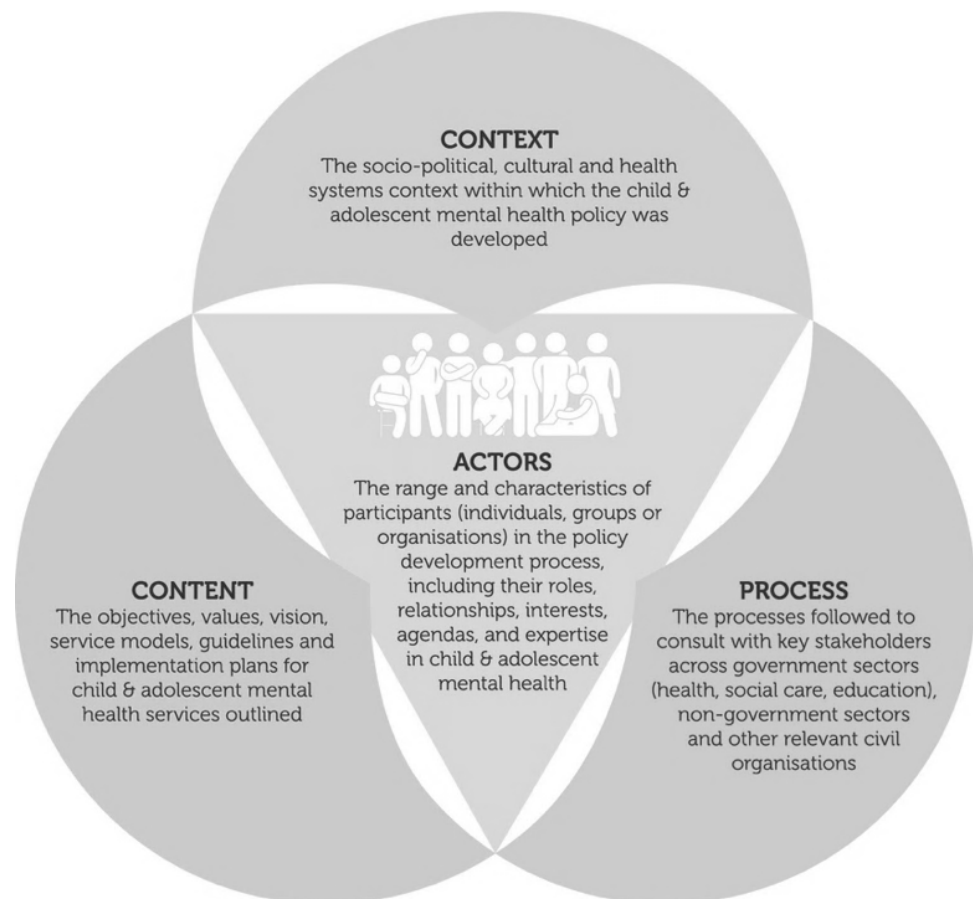 CONTEXT
The socio-political, cultural and health
systems context within which the child &
adolescent mental health policy was
developed
ACTORS
The range and characteristics of
participants (individuals, groups or
organisations) in the policy
development process,
including their roles,
relationships, interests,
agendas, and expertise
in child & adolescent
mental health
CONTENT
The objectives, values, vision,
service models, guidelines and
implementation plans for
child & adolescent mental
health services outlined
PROCESS
The processes followed to
consult with key stakeholders
across government sectors
(health, social care, education),
non-government sectors
and other relevant civil
organisations